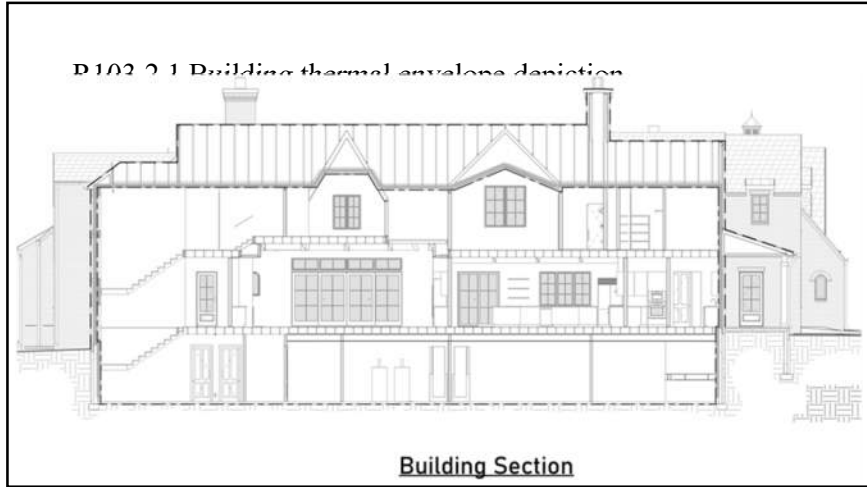 R103.2.1 Building thermal envelope depiction
Building Section